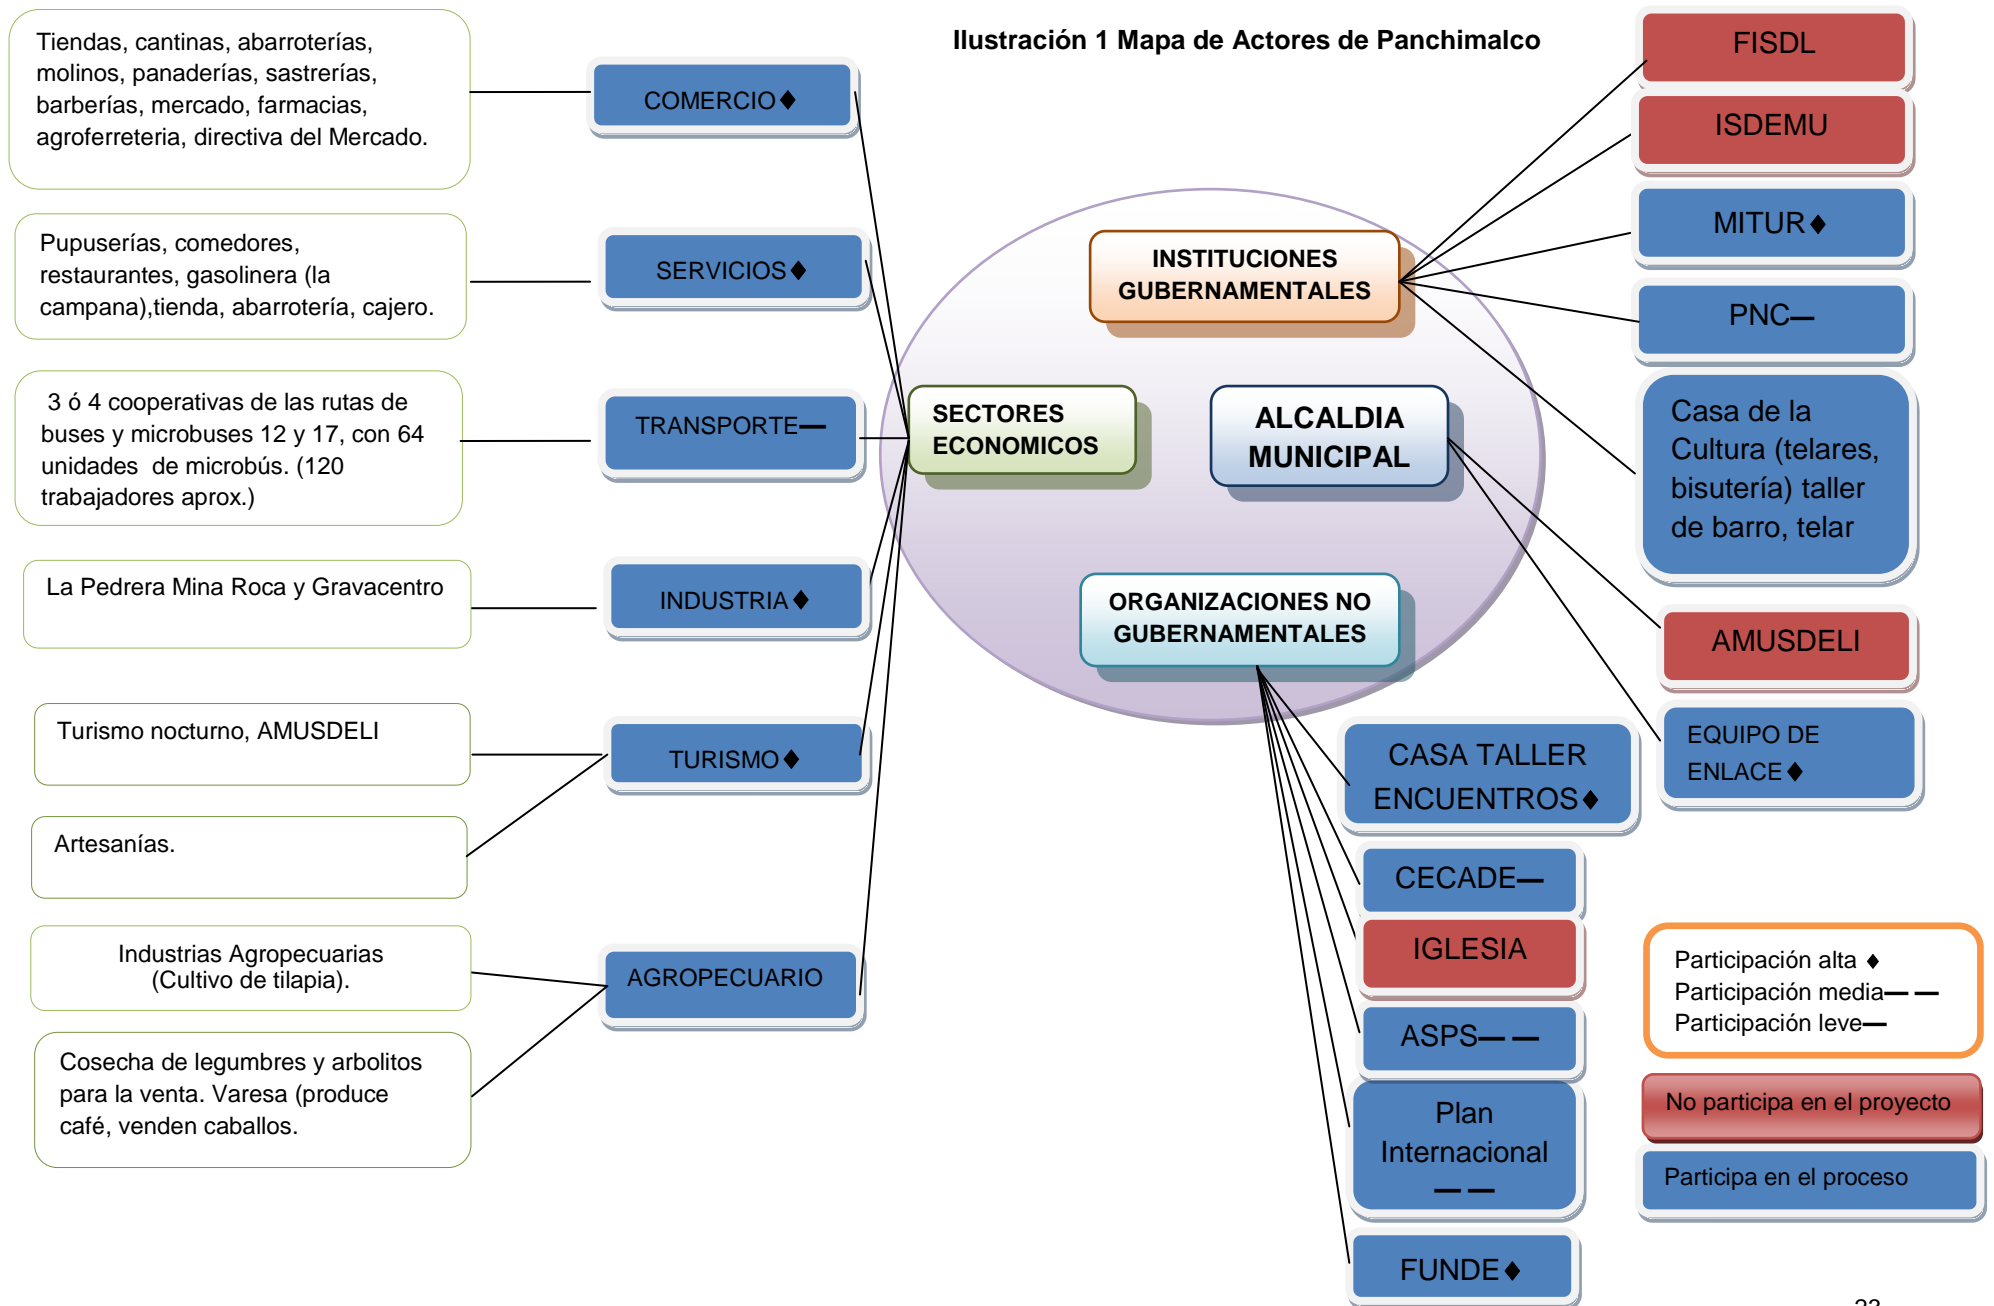 Ilustración 1 Mapa de Actores de Panchimalco
Tiendas, cantinas, abarroterías,
molinos, panaderías, sastrerías,
barberías, mercado, farmacias,
agroferreteria, directiva del Mercado.
COMERCIO♦
Pupuserías, comedores,
restaurantes, gasolinera (la
campana),tienda, abarrotería, cajero.
SERVICIOS♦
3 ó 4 cooperativas de las rutas de
buses y microbuses 12 y 17, con 64
unidades  de microbús. (120
trabajadores aprox.)
TRANSPORTE—
La Pedrera Mina Roca y Gravacentro
INDUSTRIA♦
Turismo nocturno, AMUSDELI
TURISMO♦
Artesanías.
Industrias Agropecuarias
(Cultivo de tilapia).
AGROPECUARIO
Cosecha de legumbres y arbolitos
para la venta. Varesa (produce
café, venden caballos.
SECTORES
ECONOMICOS
INSTITUCIONES
GUBERNAMENTALES
ALCALDIA
MUNICIPAL
ORGANIZACIONES NO
GUBERNAMENTALES
FISDL
ISDEMU
MITUR♦
PNC—
Casa de la
Cultura (telares,
bisutería) taller
de barro, telar
AMUSDELI
EQUIPO DE
ENLACE♦
CASA TALLER
ENCUENTROS♦
CECADE—
IGLESIA
ASPS— —
Plan
Internacional
— —
FUNDE♦
Participación alta ♦
Participación media— —
Participación leve—
No participa en el proyecto
Participa en el proceso